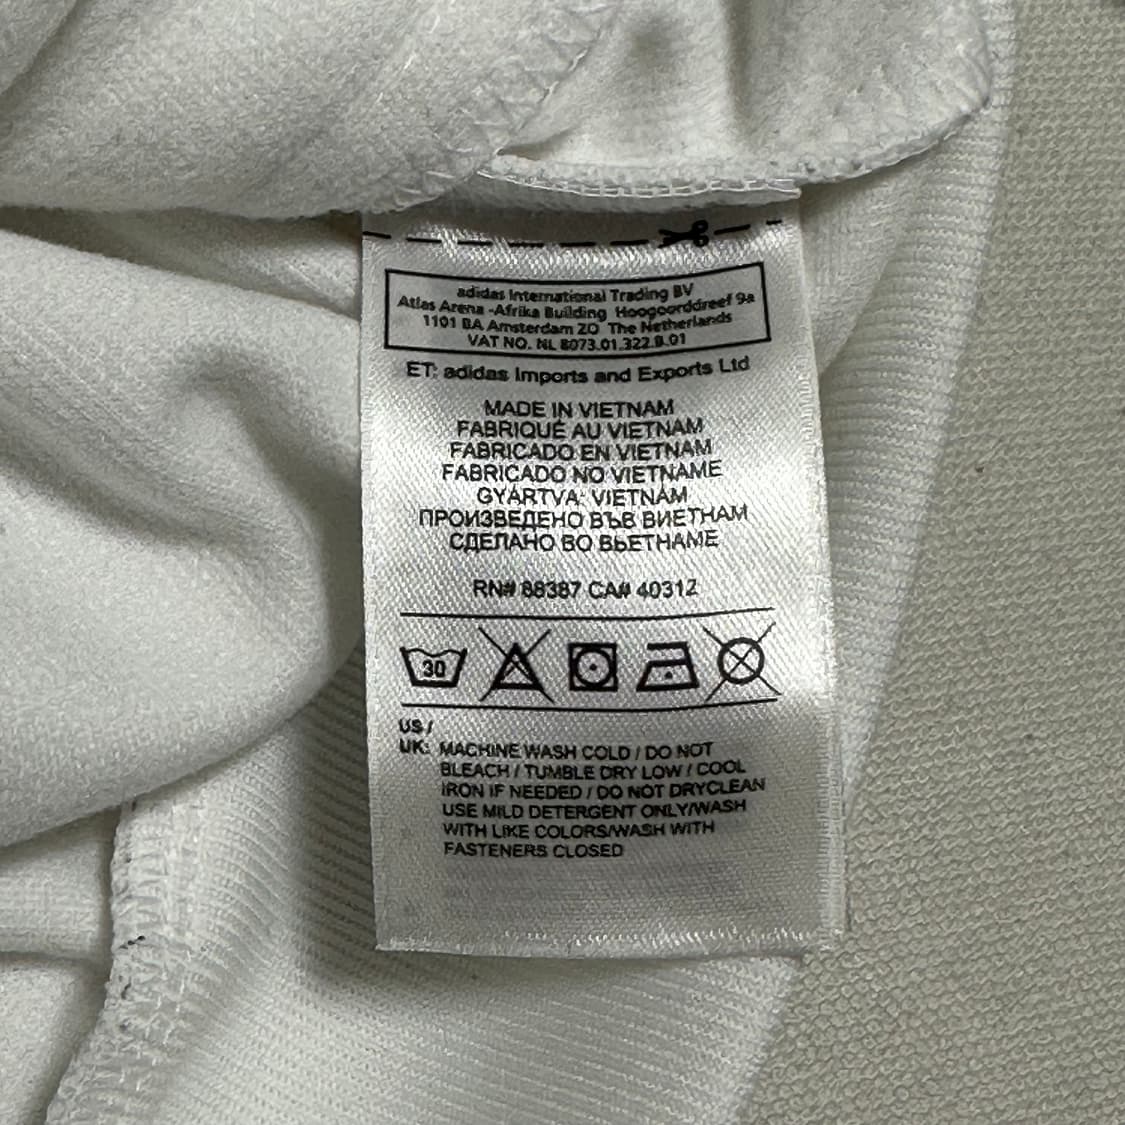 adidas International Trading BV
Atlas Arena -Afrika Building Hoogoorddreef 9a
1101 BA Amsterdam ZO The Netherlands
VAT NO. NL 8073.01.322.B.01
ET: adidas Imports and Exports Ltd
MADE IN VIETNAM
FABRIQUÉ AU VIETNAM
FABRICADO EN VIETNAM
FABRICADO NO VIETNAME
GYÁRTVA: VIETNÁM
ПРОИЗВЕДЕНО ВЪВ ВИЕТНАМ
СДЕЛАНО ВО ВЬЕТНАМЕ
RN# 88387 CA# 40312
30
US /
UK: MACHINE WASH COLD / DO NOT
BLEACH / TUMBLE DRY LOW / COOL
IRON IF NEEDED / DO NOT DRYCLEAN
USE MILD DETERGENT ONLY/WASH
WITH LIKE COLORS/WASH WITH
FASTENERS CLOSED